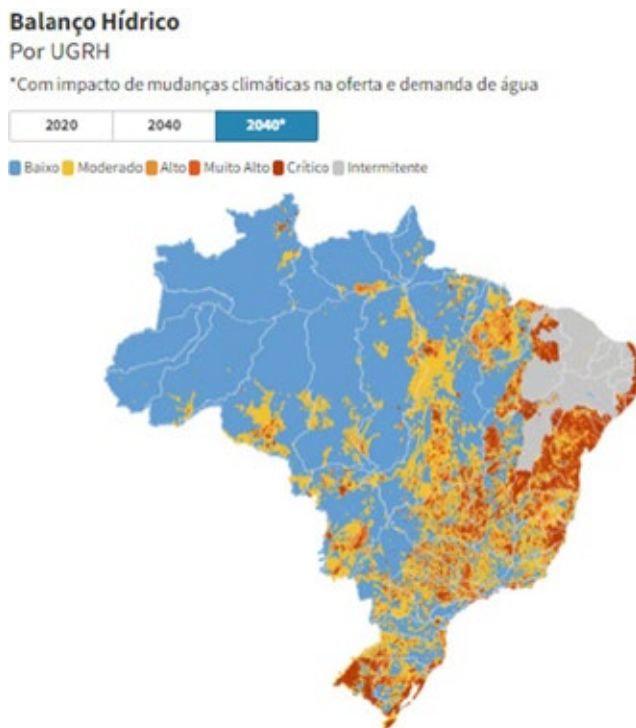 Balanço Hídrico
Por UGRH
*Com impacto de mudanças climáticas na oferta e demanda de água
2020 2040 2040*
Baixo Moderado Alto Muito Alto Crítico Intermitente